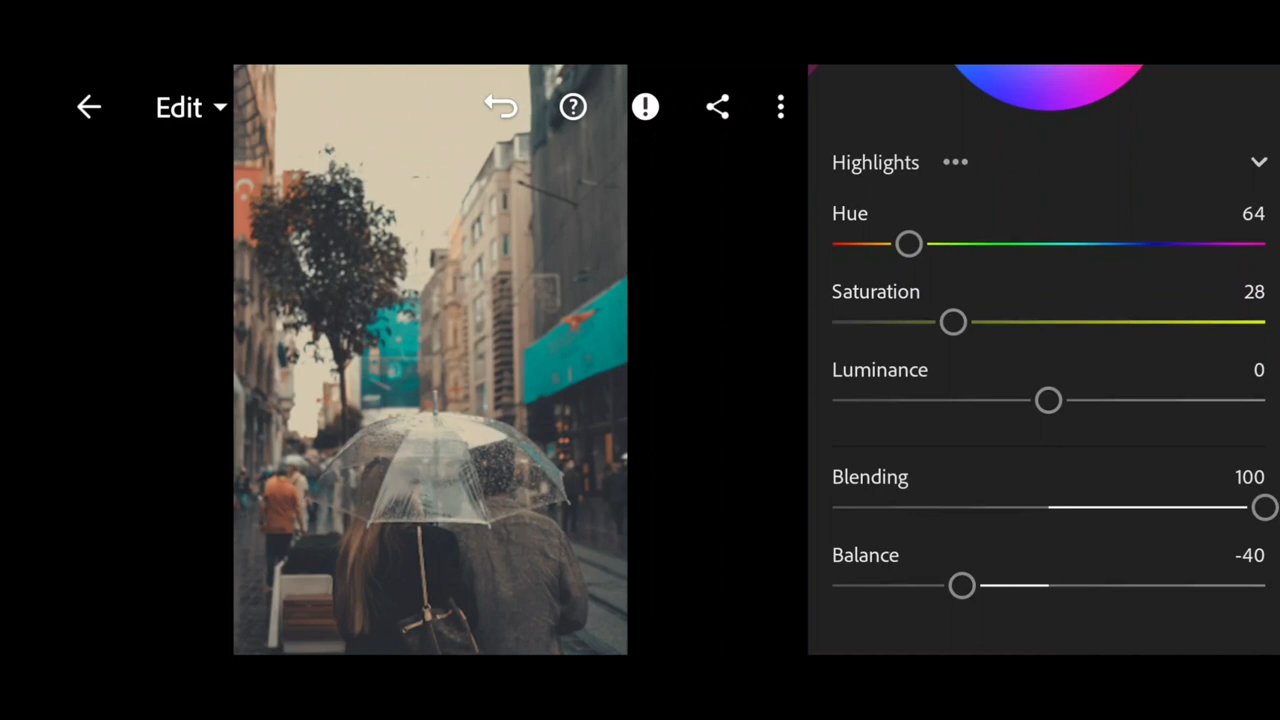 Edit
Highlights
Hue 64
Saturation 28
Luminance 0
Blending 100
Balance -40